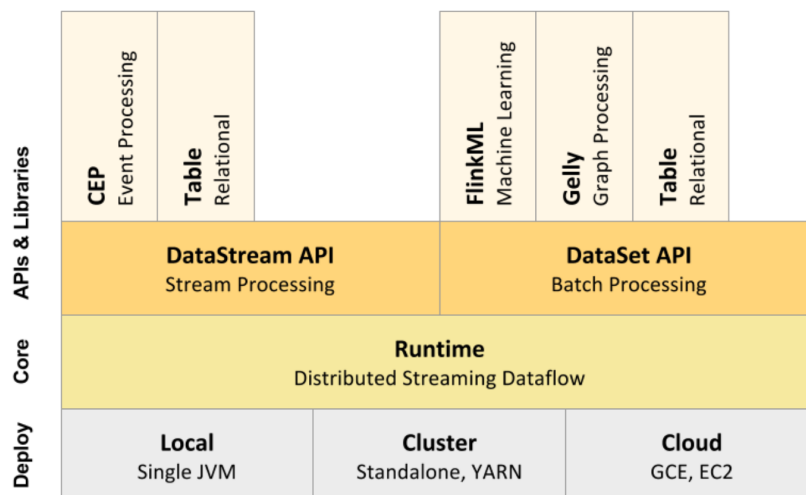 APIs & Libraries
CEP
Event Processing
Table
Relational
FlinkML
Machine Learning
Gelly
Graph Processing
Table
Relational
DataStream API
Stream Processing
DataSet API
Batch Processing
Core
Runtime
Distributed Streaming Dataflow
Deploy
Local
Single JVM
Cluster
Standalone, YARN
Cloud
GCE, EC2